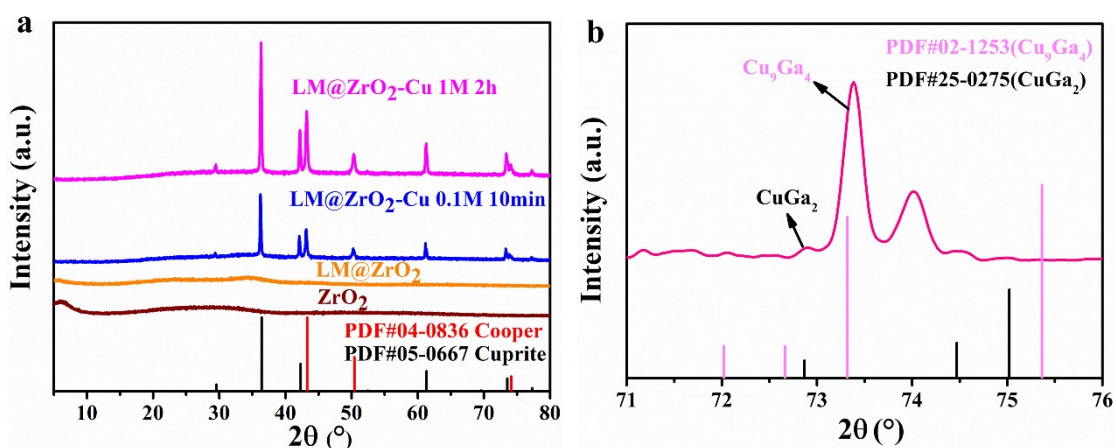 a
Intensity (a.u.)
LM@ZrO₂-Cu 1M 2h
LM@ZrO₂-Cu 0.1M 10min
LM@ZrO₂
ZrO₂
PDF#04-0836 Cooper
PDF#05-0667 Cuprite
10 20 30 40 50 60 70 80
2θ (°)
b
Intensity (a.u.)
PDF#02-1253(Cu₉Ga₄)
PDF#25-0275(CuGa₂)
Cu₉Ga₄
CuGa₂
71 72 73 74 75 76
2θ (°)